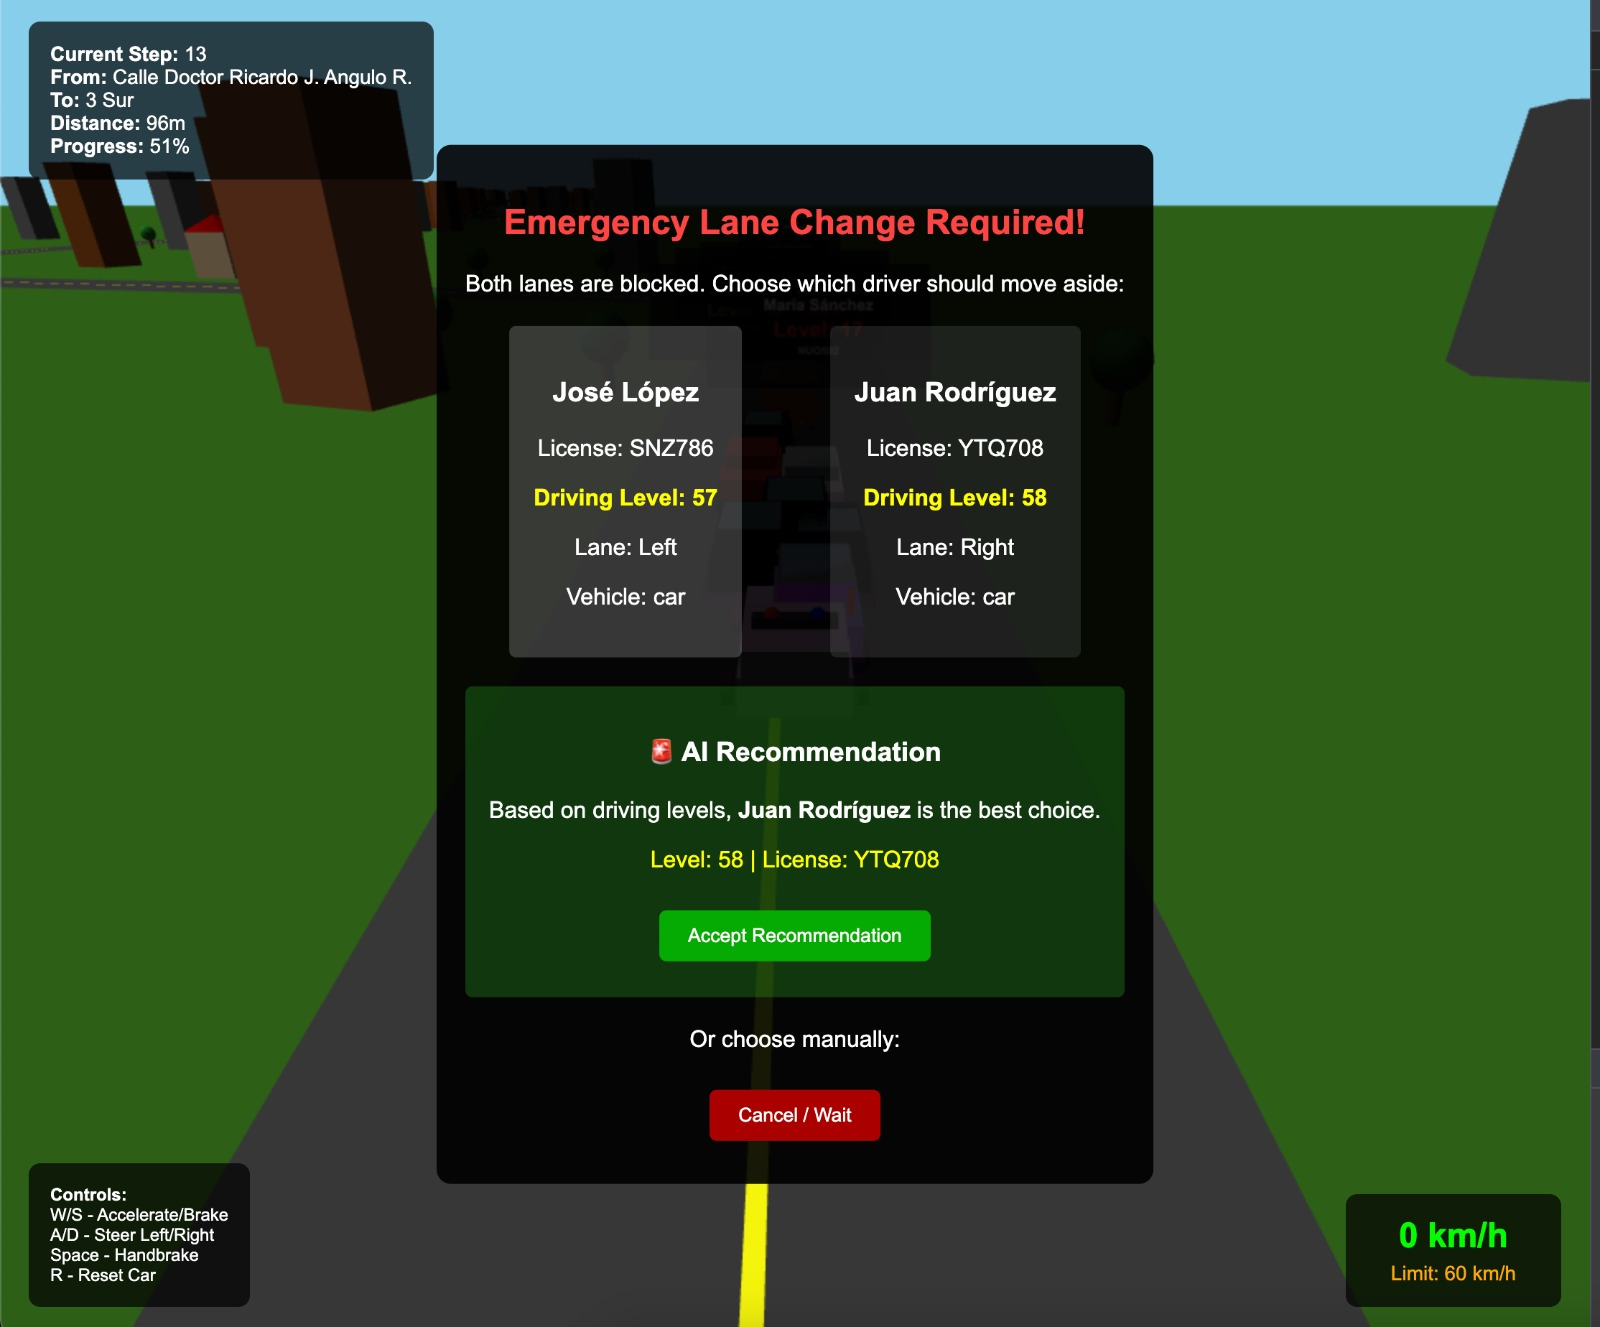 Current Step: 13
From: Calle Doctor Ricardo J. Angulo R.
To: 3 Sur
Distance: 96m
Progress: 51%
Emergency Lane Change Required!
Both lanes are blocked. Choose which driver should move aside:
María Sánchez
Level: 17
José López
License: SNZ786
Driving Level: 57
Lane: Left
Vehicle: car
Juan Rodríguez
License: YTQ708
Driving Level: 58
Lane: Right
Vehicle: car
🚨 AI Recommendation
Based on driving levels, Juan Rodríguez is the best choice.
Level: 58 | License: YTQ708
Accept Recommendation
Or choose manually:
Cancel / Wait
Controls:
W/S - Accelerate/Brake
A/D - Steer Left/Right
Space - Handbrake
R - Reset Car
0 km/h
Limit: 60 km/h